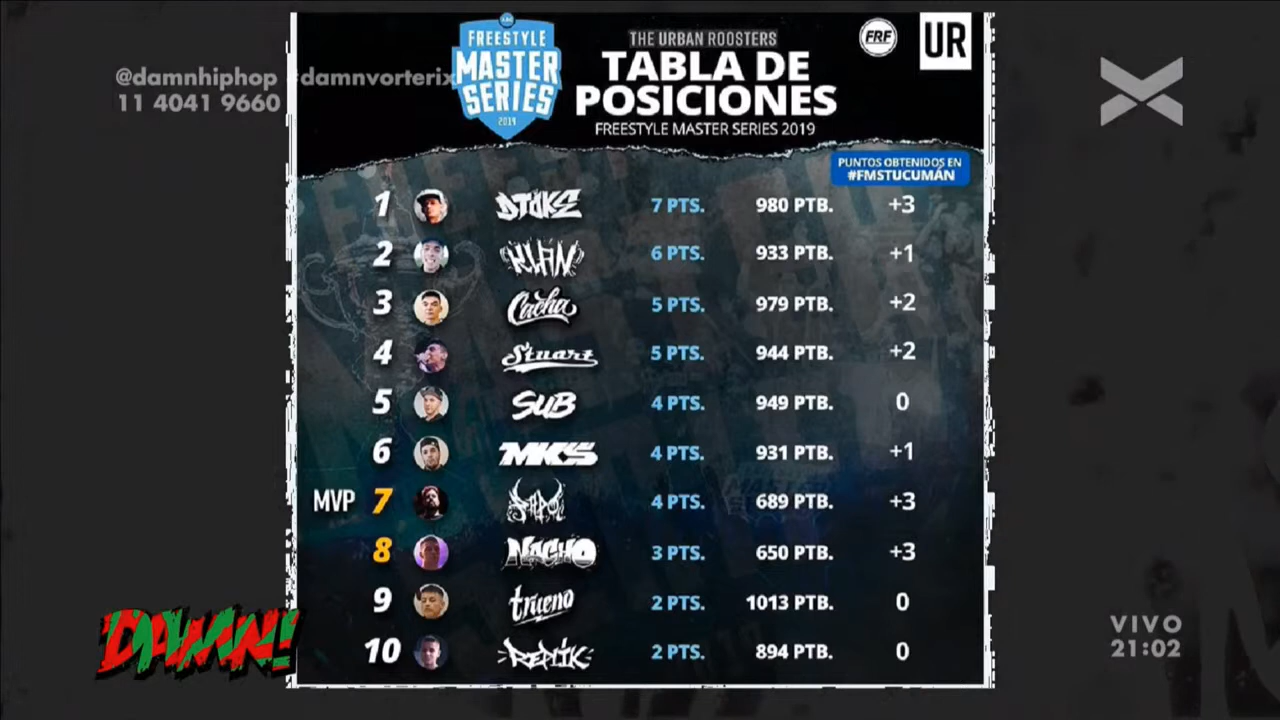 @damnhiphop #damnvorterix
11 4041 9660
FREESTYLE
MASTER
SERIES
2019
THE URBAN ROOSTERS
TABLA DE
POSICIONES
FREESTYLE MASTER SERIES 2019
FRF
UR
PUNTOS OBTENIDOS EN
#FMSTUCUMÁN
1 DTOKE 7 PTS. 980 PTB. +3
2 KLAN 6 PTS. 933 PTB. +1
3 Cacha 5 PTS. 979 PTB. +2
4 Stuart 5 PTS. 944 PTB. +2
5 SUB 4 PTS. 949 PTB. 0
6 MKS 4 PTS. 931 PTB. +1
MVP 7 PAPO 4 PTS. 689 PTB. +3
8 NACHO 3 PTS. 650 PTB. +3
9 trueno 2 PTS. 1013 PTB. 0
10 REPLIK 2 PTS. 894 PTB. 0
DAMN!
VIVO
21:02